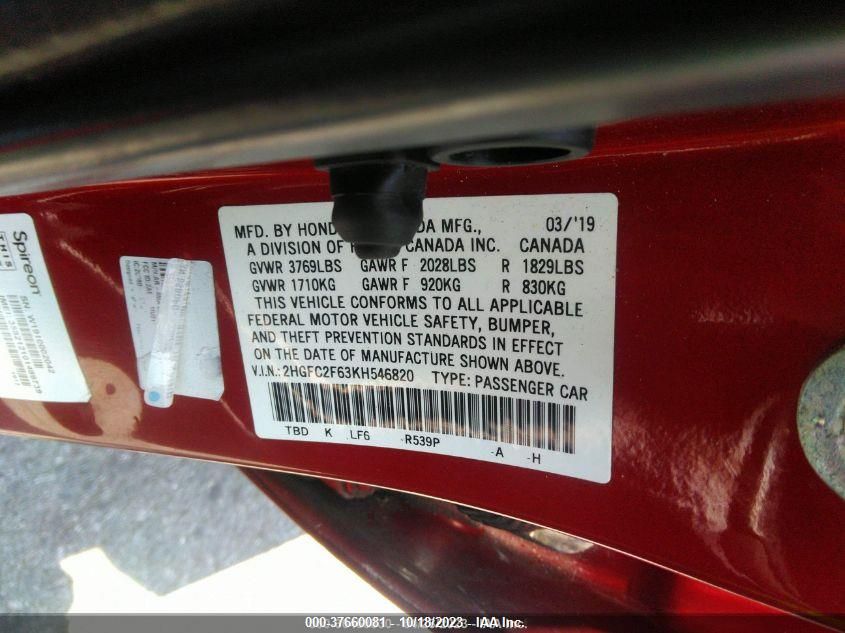 MFD. BY HOND DA MFG., 03/'19
A DIVISION OF CANADA INC. CANADA
GVWR 3769LBS GAWR F 2028LBS R 1829LBS
GVWR 1710KG GAWR F 920KG R 830KG
THIS VEHICLE CONFORMS TO ALL APPLICABLE
FEDERAL MOTOR VEHICLE SAFETY, BUMPER,
AND THEFT PREVENTION STANDARDS IN EFFECT
ON THE DATE OF MANUFACTURE SHOWN ABOVE.
V.I.N.: 2HGFC2F63KH546820 TYPE: PASSENGER CAR
TBD K LF6 -R539P -A -H
Spireon
THIS
000-37660081 - 10/18/2023 - IAA Inc.